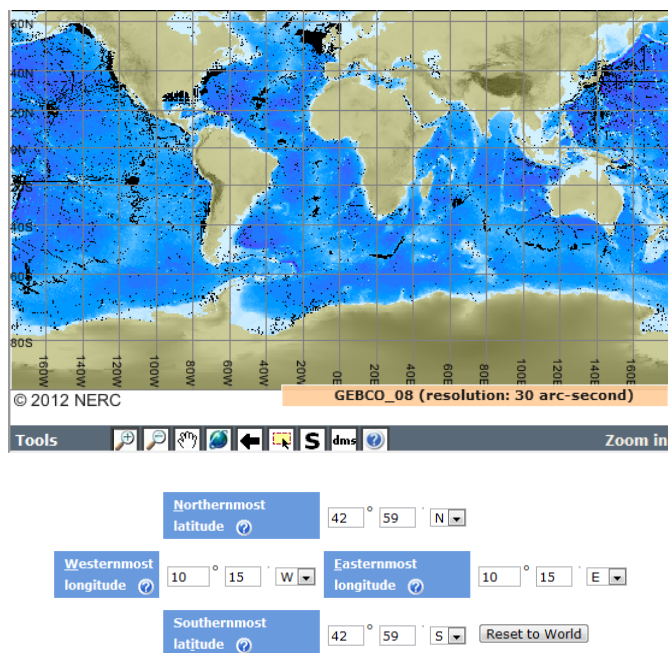 60N
40N
20N
0N
20S
40S
60S
80S
160W 140W 120W 100W 80W 60W 40W 20W 0E 20E 40E 60E 80E 100E 120E 140E 160E
© 2012 NERC
GEBCO_08 (resolution: 30 arc-second)
Tools S dms ? Zoom in
Northernmost
latitude ? 42 ° 59 ' N
Westernmost
longitude ? 10 ° 15 ' W
Easternmost
longitude ? 10 ° 15 ' E
Southernmost
latitude ? 42 ° 59 ' S Reset to World